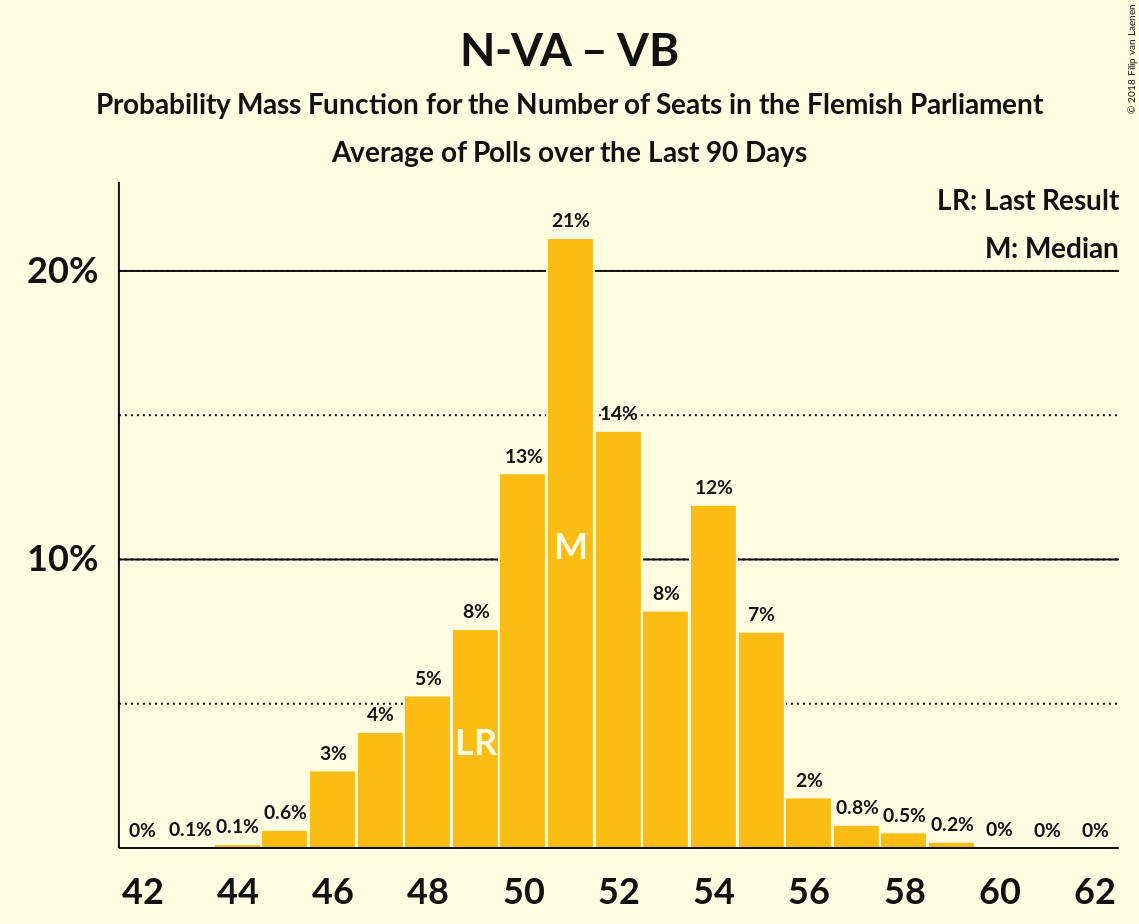 N-VA – VB
Probability Mass Function for the Number of Seats in the Flemish Parliament
Average of Polls over the Last 90 Days
© 2018 Filip van Laenen
LR: Last Result
M: Median
20%
10%
0% 0.1% 0.1% 0.6% 3% 4% 5% 8% 13% 21% 14% 8% 12% 7% 2% 0.8% 0.5% 0.2% 0% 0% 0%
LR M
42 44 46 48 50 52 54 56 58 60 62